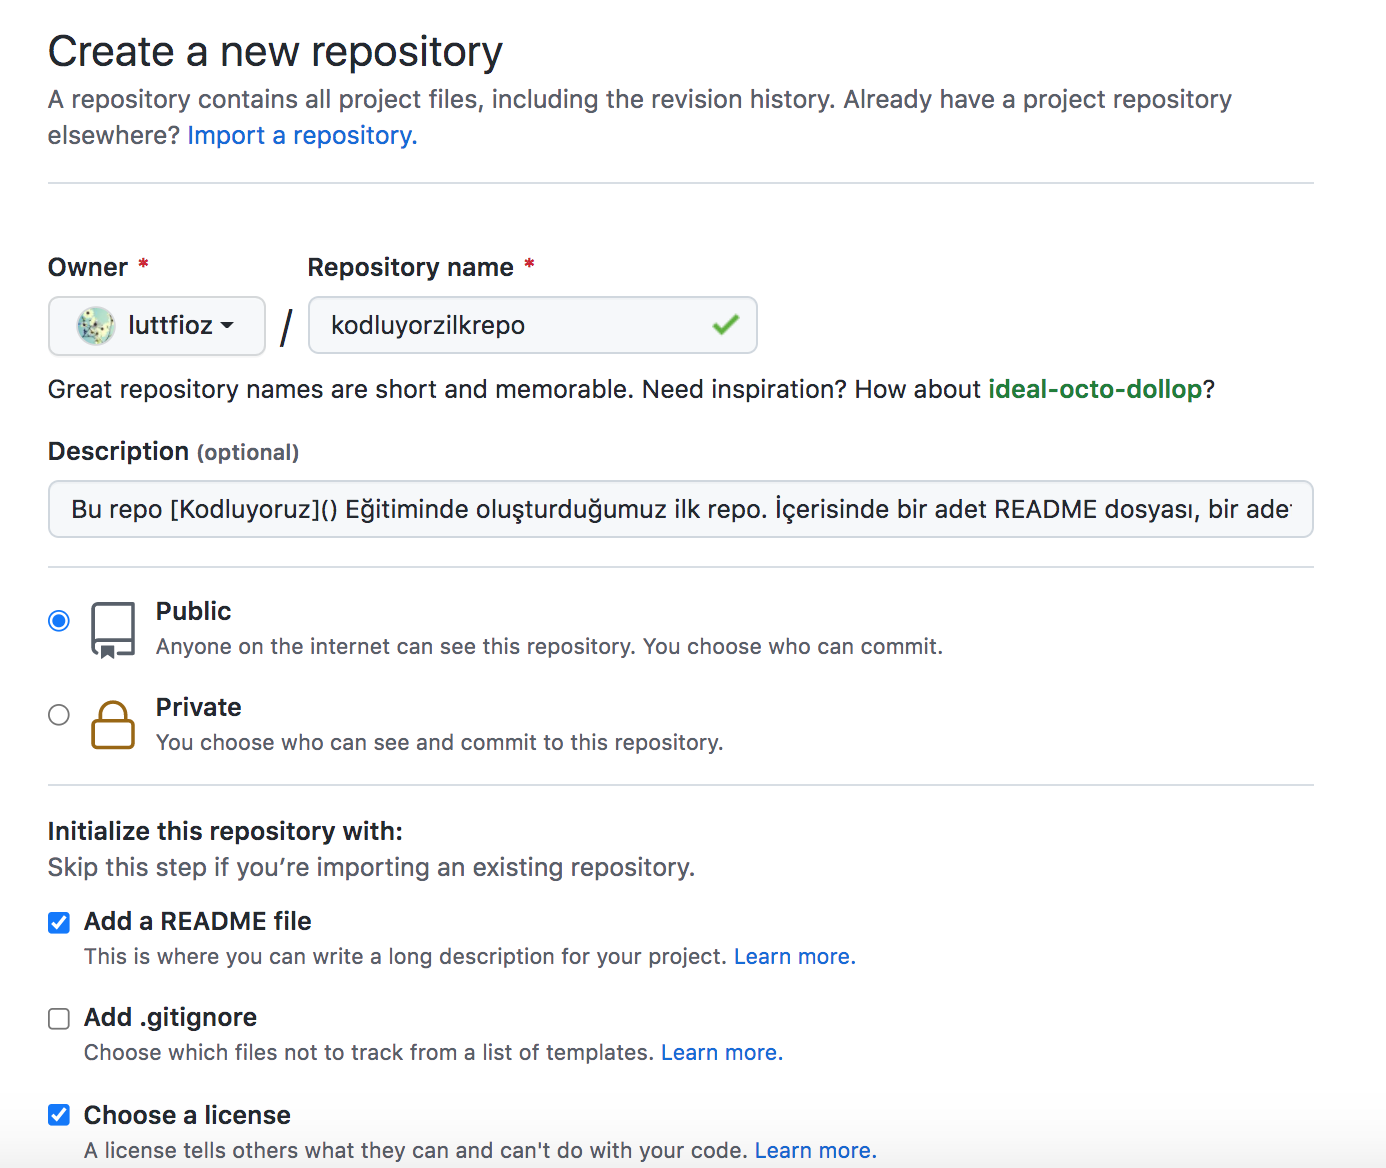 Create a new repository
A repository contains all project files, including the revision history. Already have a project repository
elsewhere? Import a repository.
Owner *
Repository name *
luttfioz
/
kodluyorzilkrepo
Great repository names are short and memorable. Need inspiration? How about ideal-octo-dollop?
Description (optional)
Bu repo [Kodluyoruz]() Eğitiminde oluşturduğumuz ilk repo. İçerisinde bir adet README dosyası, bir
Public
Anyone on the internet can see this repository. You choose who can commit.
Private
You choose who can see and commit to this repository.
Initialize this repository with:
Skip this step if you’re importing an existing repository.
Add a README file
This is where you can write a long description for your project. Learn more.
Add .gitignore
Choose which files not to track from a list of templates. Learn more.
Choose a license
A license tells others what they can and can't do with your code. Learn more.